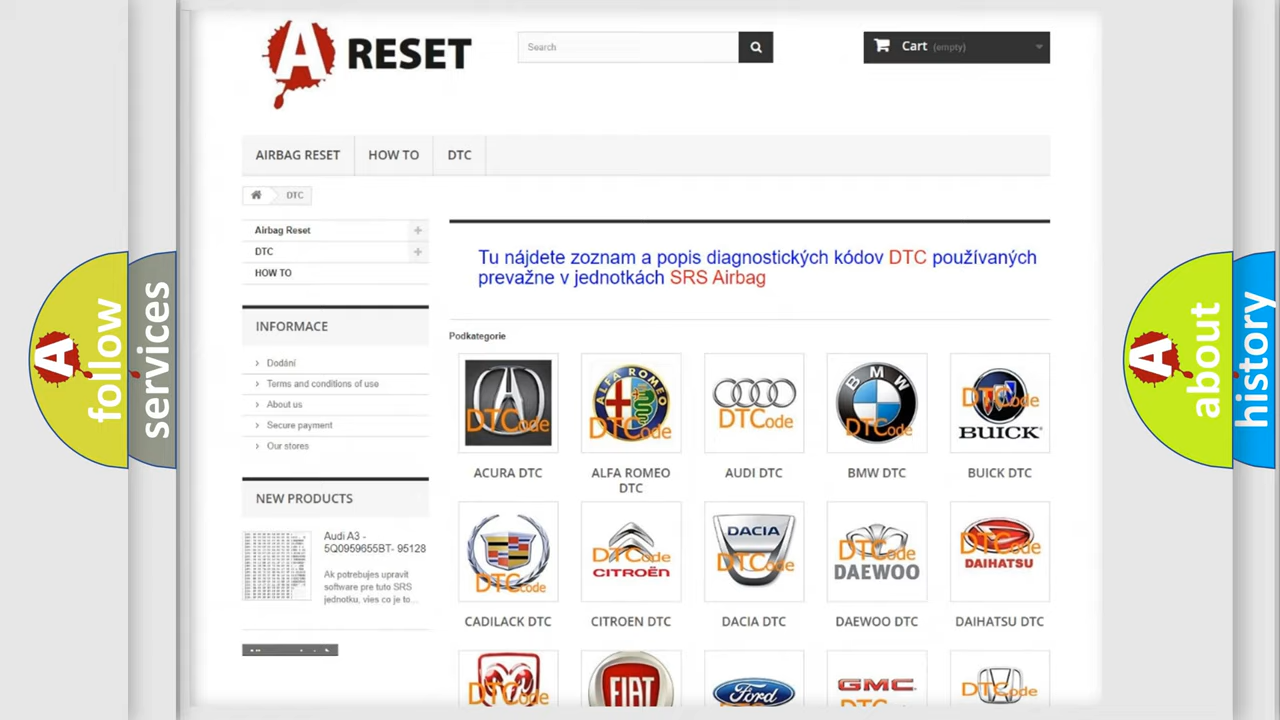 A RESET
Search
Cart (empty)
AIRBAG RESET
HOW TO
DTC
DTC
Airbag Reset
DTC
HOW TO
Tu nájdete zoznam a popis diagnostických kódov DTC používaných
prevažne v jednotkách SRS Airbag
INFORMACE
Dodání
Terms and conditions of use
About us
Secure payment
Our stores
NEW PRODUCTS
Audi A3 -
5Q0959655BT- 95128
Ak potrebujes upravit
software pre tuto SRS
jednotku, vies co je to...
Podkategorie
DTCode
ALFA ROMEO
DTCode
DTCode
BMW
DTCode
DTCode
BUICK
ACURA DTC
ALFA ROMEO
DTC
AUDI DTC
BMW DTC
BUICK DTC
DTCode
DTCode
CITROËN
DACIA
DTCode
DTCode
DAEWOO
DTCode
DAIHATSU
CADILACK DTC
CITROEN DTC
DACIA DTC
DAEWOO DTC
DAIHATSU DTC
DTCode
FIAT
Ford
GMC
DTCode
A follow
services
A about
history